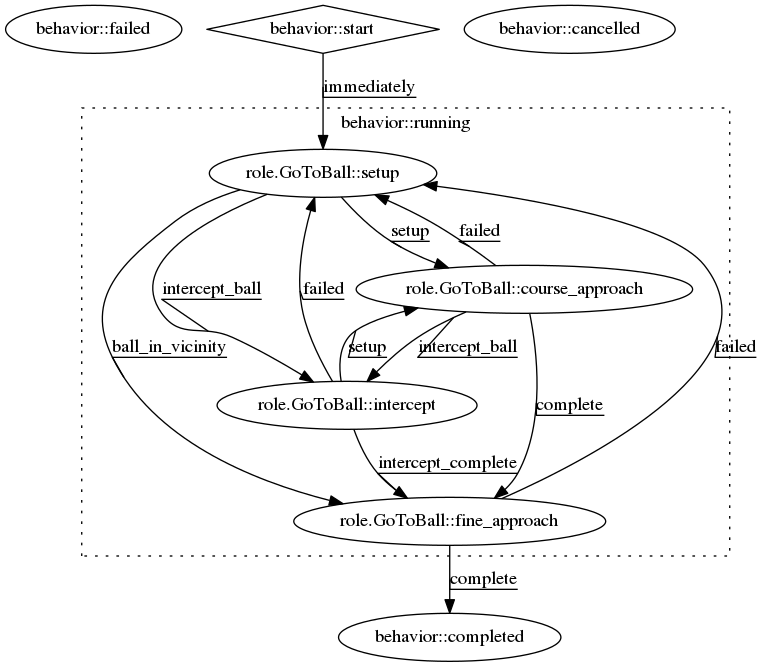 behavior::failed
behavior::start
behavior::cancelled
immediately
behavior::running
role.GoToBall::setup
setup
failed
intercept_ball
failed
role.GoToBall::course_approach
ball_in_vicinity
setup
intercept_ball
failed
role.GoToBall::intercept
complete
intercept_complete
role.GoToBall::fine_approach
complete
behavior::completed